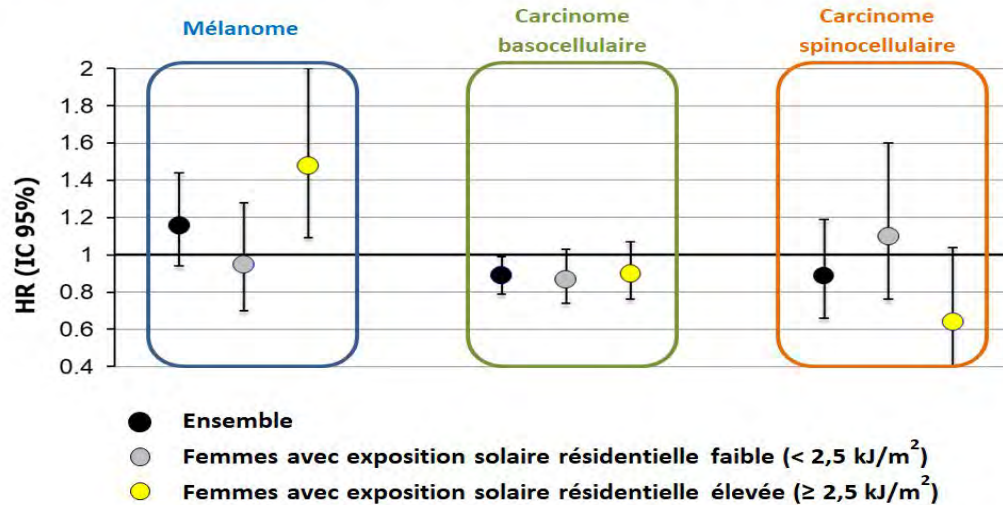 Mélanome
Carcinome
basocellulaire
Carcinome
spinocellulaire
HR (IC 95%)
2
1.8
1.6
1.4
1.2
1
0.8
0.6
0.4
Ensemble
Femmes avec exposition solaire résidentielle faible (< 2,5 kJ/m²)
Femmes avec exposition solaire résidentielle élevée (≥ 2,5 kJ/m²)